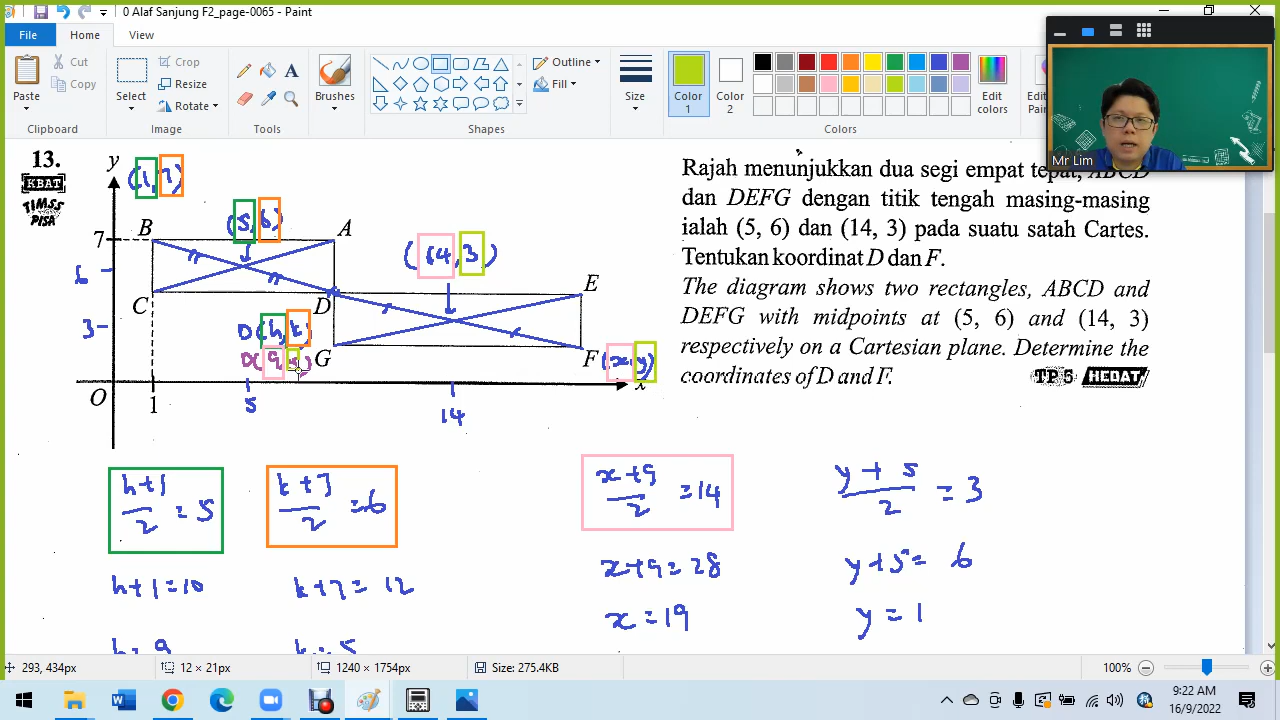 0 Alaf Sanjung F2_page-0065 - Paint
File Home View
Paste
Cut
Copy
Clipboard
Select
Crop
Resize
Rotate
Image
Tools
Brushes
Outline
Fill
Shapes
Size
Color 1
Color 2
Edit colors
Colors
Mr Lim
13.
KBAT
TIMSS
PISA
y
(1, 7)
(5, 6)
(14, 3)
7
6
3
B
A
C
D
E
D(h, k)
G
F (x, y)
x
O
1
5
14
Rajah menunjukkan dua segi empat tepat, ABCD
dan DEFG dengan titik tengah masing-masing
ialah (5, 6) dan (14, 3) pada suatu satah Cartes.
Tentukan koordinat D dan F.
The diagram shows two rectangles, ABCD and
DEFG with midpoints at (5, 6) and (14, 3)
respectively on a Cartesian plane. Determine the
coordinates of D and F.
TP 5 HEBAT
h+1/2 = 5
k+7/2 = 6
x+9/2 = 14
y+5/2 = 3
h+1=10
k+7=12
x+9=28
y+5=6
x=19
y=1
h=9
k=5
293, 434px
12 × 21px
1240 × 1754px
Size: 275.4KB
100%
9:22 AM
16/9/2022